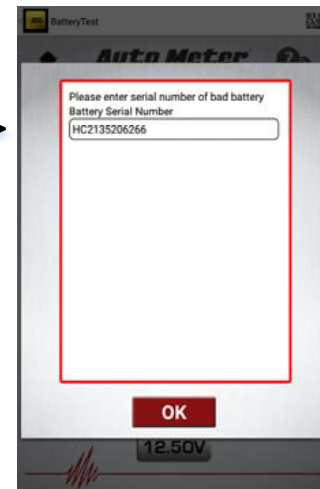 BatteryTest
Auto Meter
Please enter serial number of bad battery
Battery Serial Number
HC2135206266
OK
12.50V